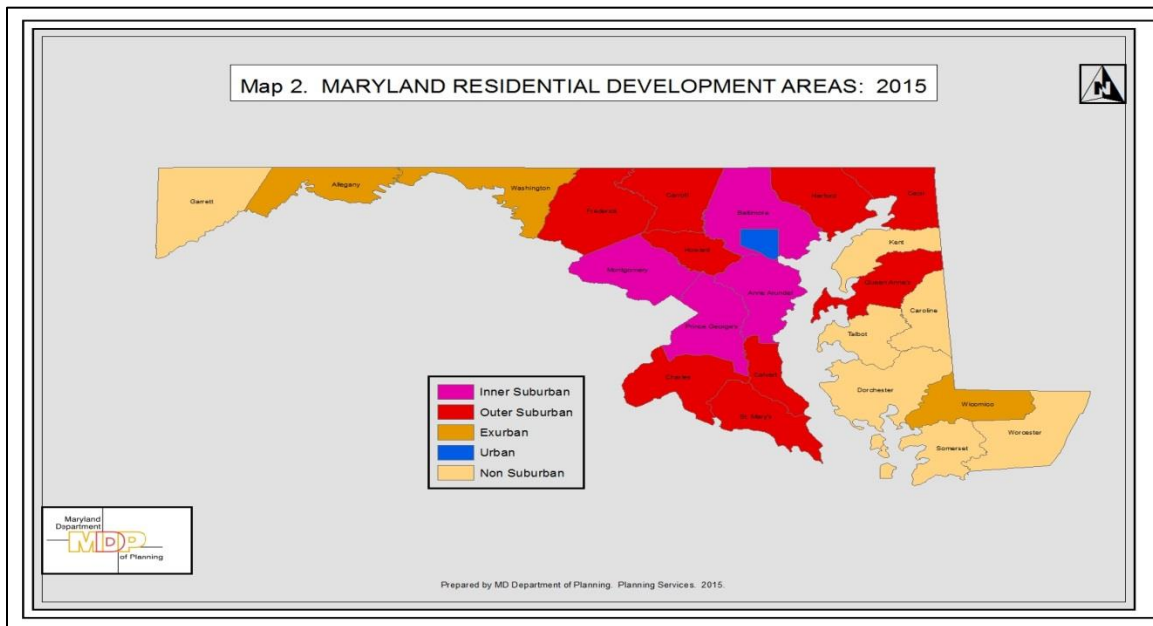 Map 2. MARYLAND RESIDENTIAL DEVELOPMENT AREAS: 2015
N
Garrett
Allegany
Washington
Frederick
Carroll
Baltimore
Harford
Cecil
Kent
Howard
Montgomery
Anne Arundel
Queen Anne's
Caroline
Prince George's
Talbot
Charles
Calvert
Dorchester
St. Mary's
Wicomico
Worcester
Somerset
Inner Suburban
Outer Suburban
Exurban
Urban
Non Suburban
Maryland
Department
MDP
of Planning
Prepared by MD Department of Planning. Planning Services. 2015.